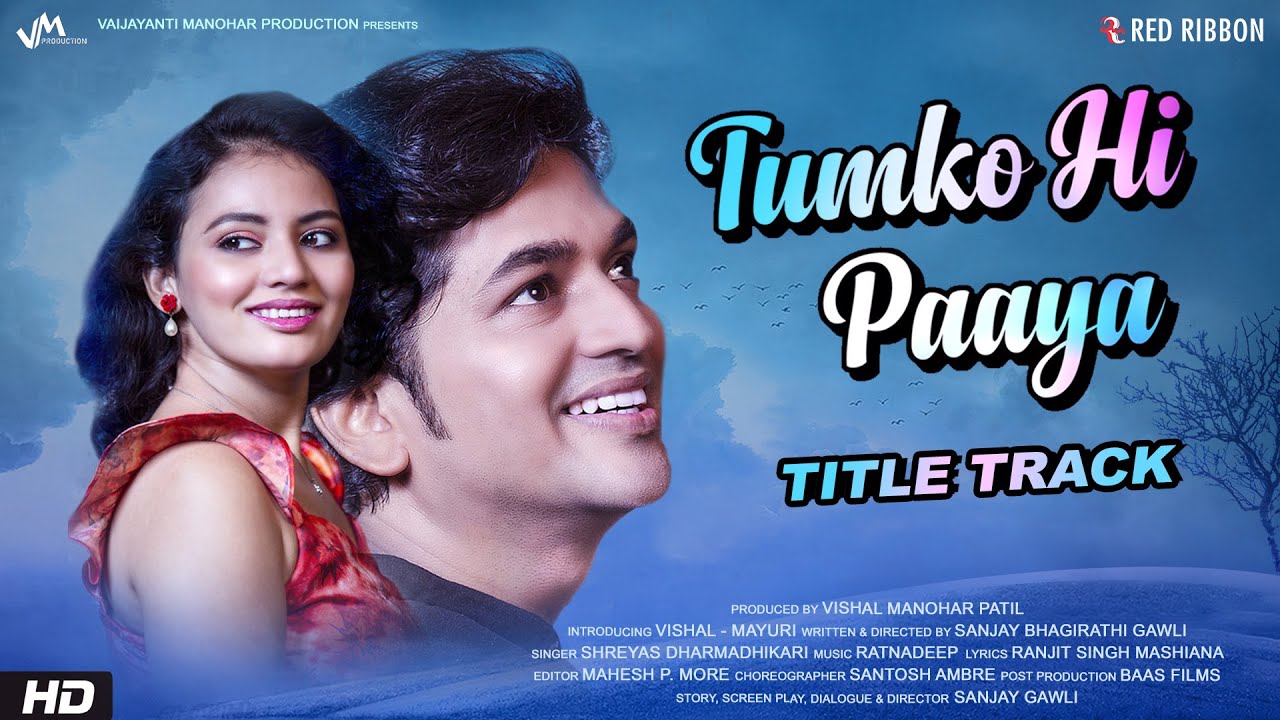 VM PRODUCTION
VAIJAYANTI MANOHAR PRODUCTION PRESENTS
RED RIBBON
Tumko Hi
Paaya
TITLE TRACK
PRODUCED BY VISHAL MANOHAR PATIL
INTRODUCING VISHAL - MAYURI WRITTEN & DIRECTED BY SANJAY BHAGIRATHI GAWLI
SINGER SHREYAS DHARMADHIKARI MUSIC RATNADEEP LYRICS RANJIT SINGH MASHIANA
EDITOR MAHESH P. MORE CHOREOGRAPHER SANTOSH AMBRE POST PRODUCTION BAAS FILMS
STORY, SCREEN PLAY, DIALOGUE & DIRECTOR SANJAY GAWLI
HD